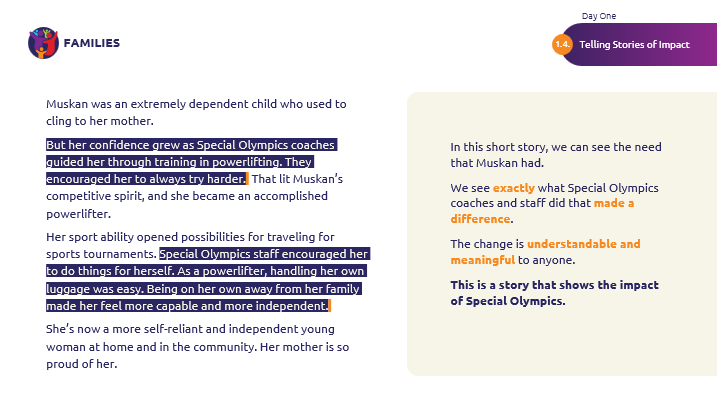 Day One
FAMILIES
1.4.
Telling Stories of Impact
Muskan was an extremely dependent child who used to
cling to her mother.
But her confidence grew as Special Olympics coaches
guided her through training in powerlifting. They
encouraged her to always try harder. That lit Muskan’s
competitive spirit, and she became an accomplished
powerlifter.
Her sport ability opened possibilities for traveling for
sports tournaments. Special Olympics staff encouraged her
to do things for herself. As a powerlifter, handling her own
luggage was easy. Being on her own away from her family
made her feel more capable and more independent.
She’s now a more self-reliant and independent young
woman at home and in the community. Her mother is so
proud of her.
In this short story, we can see the need
that Muskan had.
We see exactly what Special Olympics
coaches and staff did that made a
difference.
The change is understandable and
meaningful to anyone.
This is a story that shows the impact
of Special Olympics.